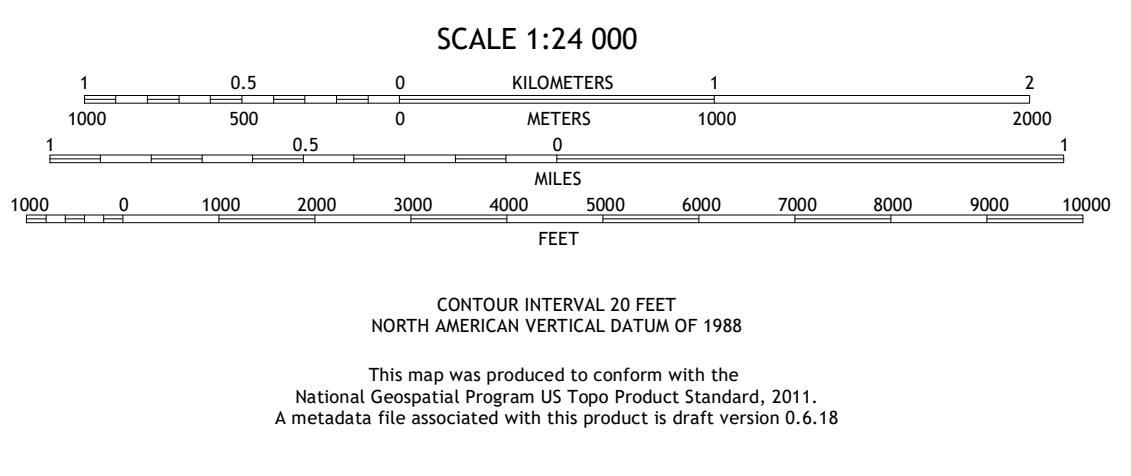 SCALE 1:24 000
1 0.5 0 KILOMETERS 1 2
1000 500 0 METERS 1000 2000
1 0.5 0 1
MILES
1000 0 1000 2000 3000 4000 5000 6000 7000 8000 9000 10000
FEET
CONTOUR INTERVAL 20 FEET
NORTH AMERICAN VERTICAL DATUM OF 1988
This map was produced to conform with the
National Geospatial Program US Topo Product Standard, 2011.
A metadata file associated with this product is draft version 0.6.18